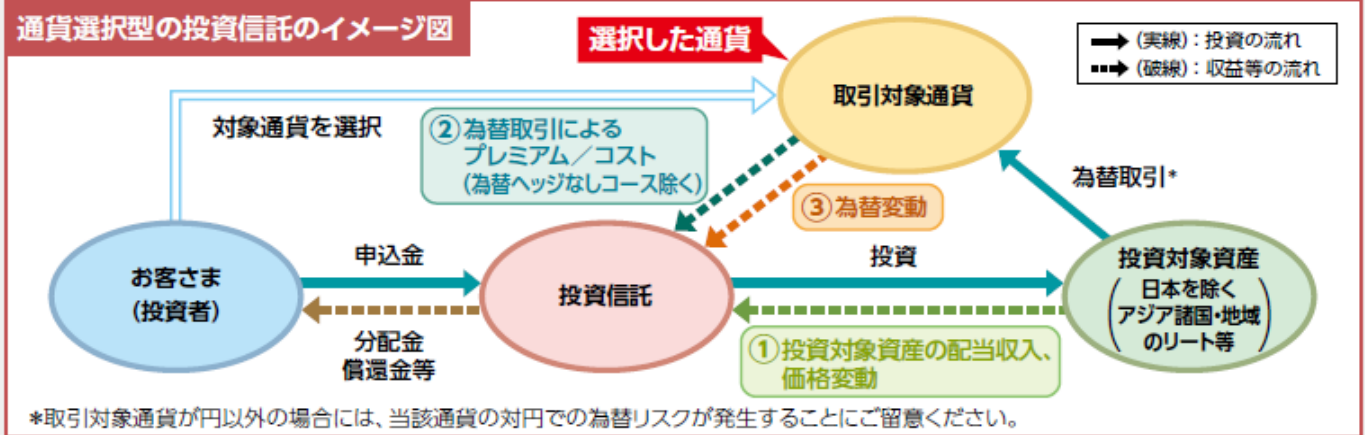 通貨選択型の投資信託のイメージ図
選択した通貨
(実線)：投資の流れ
(破線)：収益等の流れ
取引対象通貨
対象通貨を選択
②為替取引による
プレミアム／コスト
(為替ヘッジなしコース除く)
為替取引*
③為替変動
お客さま
(投資者)
申込金
分配金
償還金等
投資信託
投資
①投資対象資産の配当収入、
価格変動
投資対象資産
(日本を除く
アジア諸国・地域
のリート等)
*取引対象通貨が円以外の場合には、当該通貨の対円での為替リスクが発生することにご留意ください。